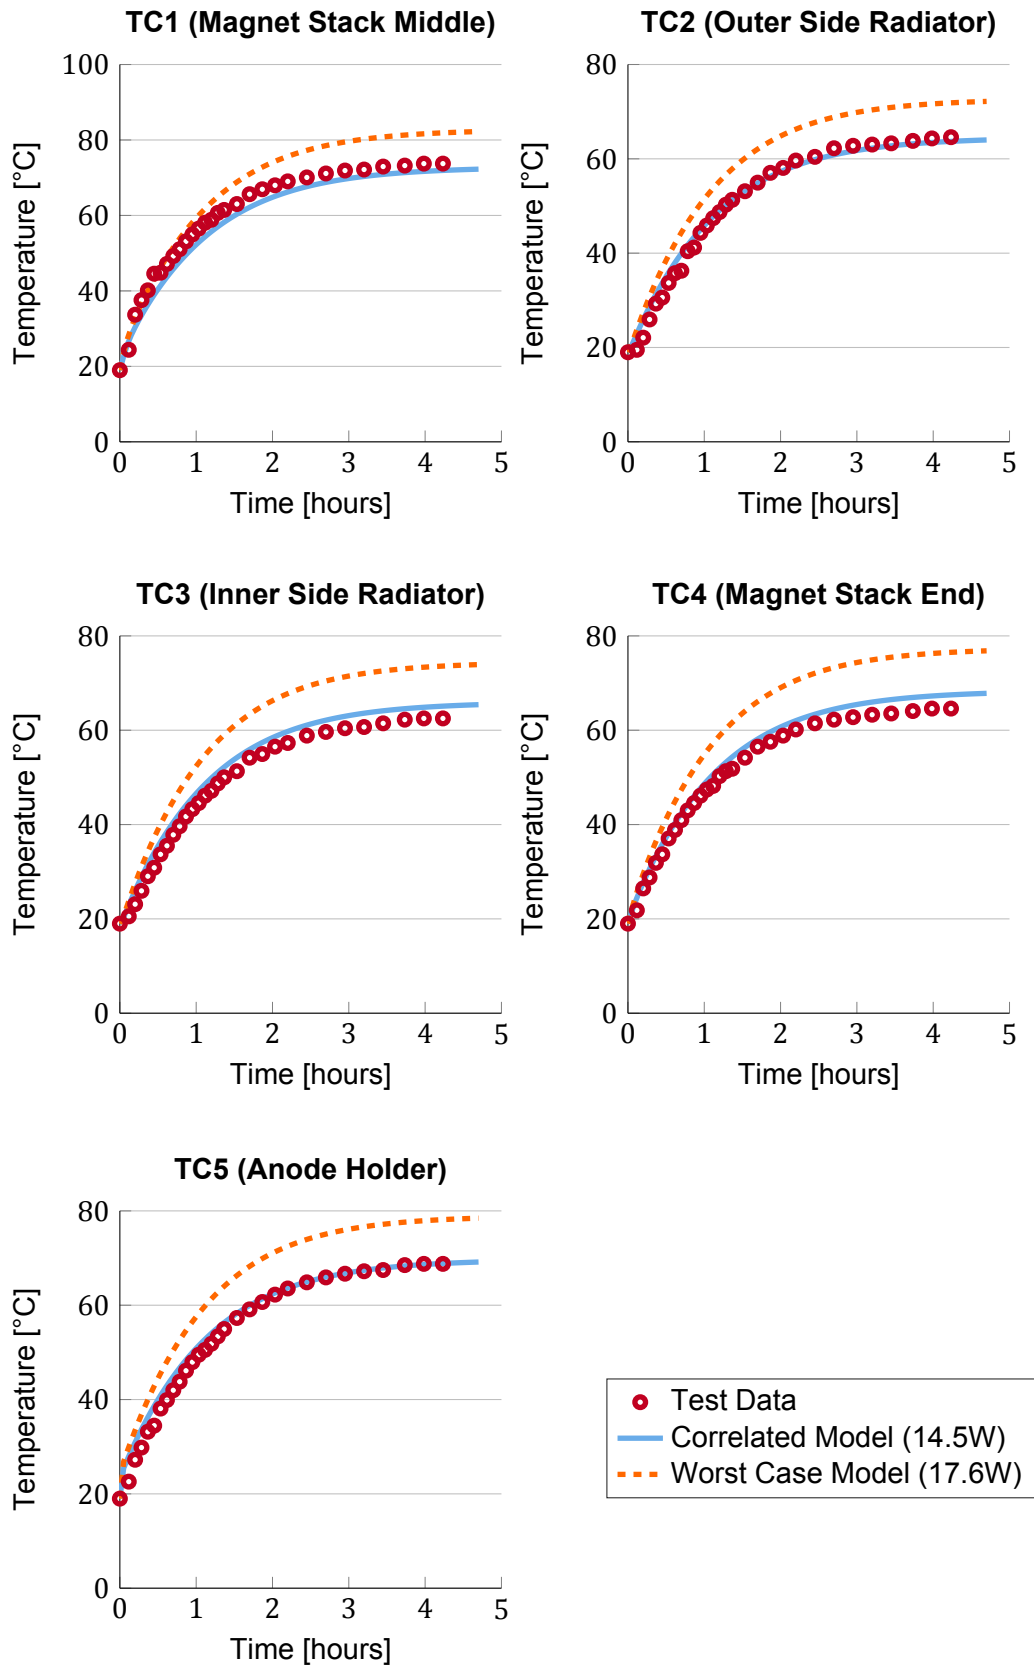 TC1 (Magnet Stack Middle)
100
80
60
40
20
0
0 1 2 3 4 5
Temperature [°C]
Time [hours]
TC2 (Outer Side Radiator)
80
60
40
20
0
0 1 2 3 4 5
Temperature [°C]
Time [hours]
TC3 (Inner Side Radiator)
80
60
40
20
0
0 1 2 3 4 5
Temperature [°C]
Time [hours]
TC4 (Magnet Stack End)
80
60
40
20
0
0 1 2 3 4 5
Temperature [°C]
Time [hours]
TC5 (Anode Holder)
80
60
40
20
0
0 1 2 3 4 5
Temperature [°C]
Time [hours]
Test Data
Correlated Model (14.5W)
Worst Case Model (17.6W)